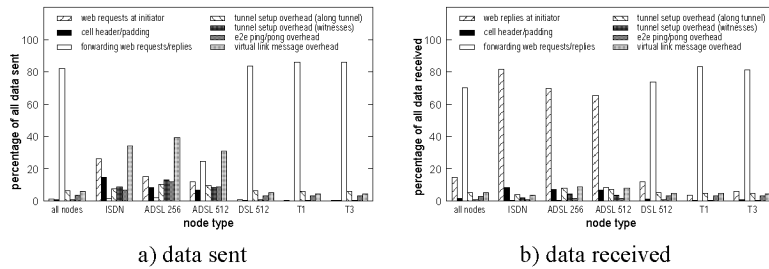 web requests at initiator
cell header/padding
forwarding web requests/replies
tunnel setup overhead (along tunnel)
tunnel setup overhead (witnesses)
e2e ping/pong overhead
virtual link message overhead
percentage of all data sent
100
80
60
40
20
0
all nodes ISDN ADSL 256 ADSL 512 DSL 512 T1 T3
node type
a) data sent
web replies at initiator
cell header/padding
forwarding web requests/replies
tunnel setup overhead (along tunnel)
tunnel setup overhead (witnesses)
e2e ping/pong overhead
virtual link message overhead
percentage of all data received
100
80
60
40
20
0
all nodes ISDN ADSL 256 ADSL 512 DSL 512 T1 T3
node type
b) data received